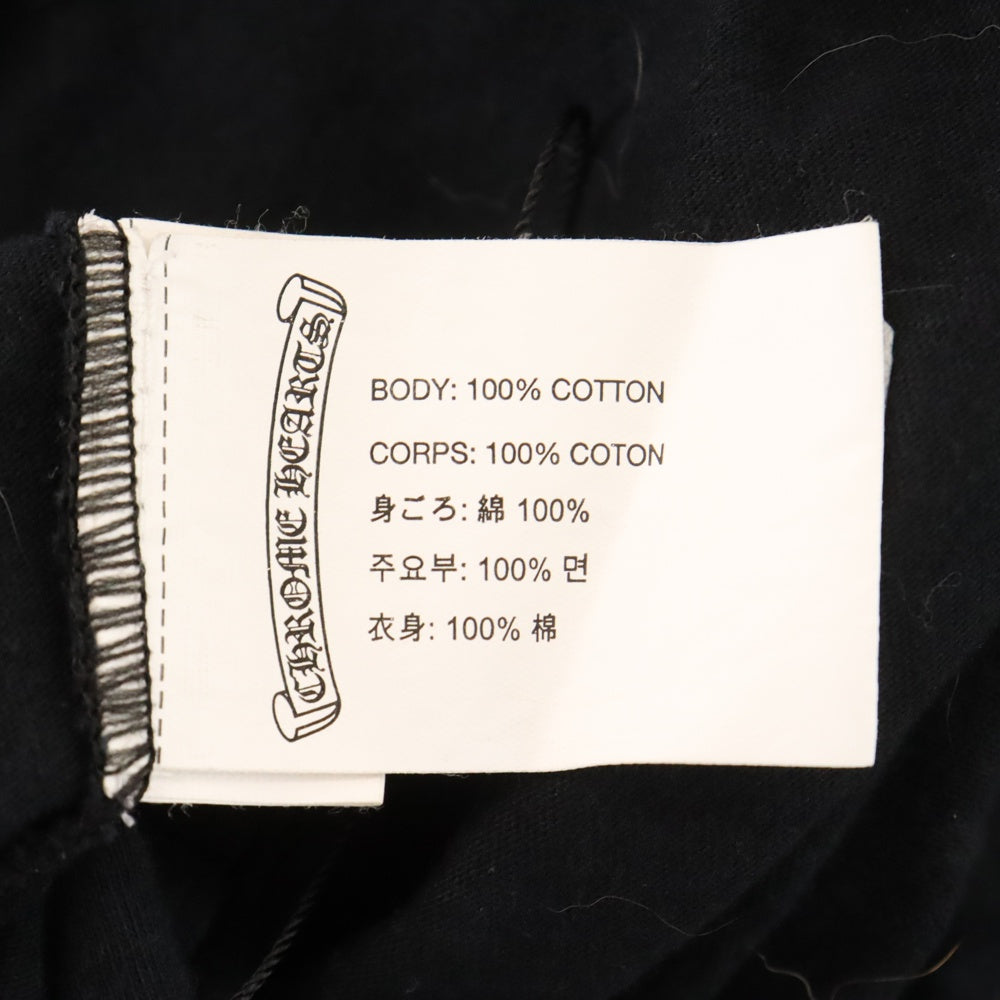 CHROME HEARTS
BODY: 100% COTTON
CORPS: 100% COTON
身ごろ: 綿 100%
주요부: 100% 면
衣身: 100% 棉